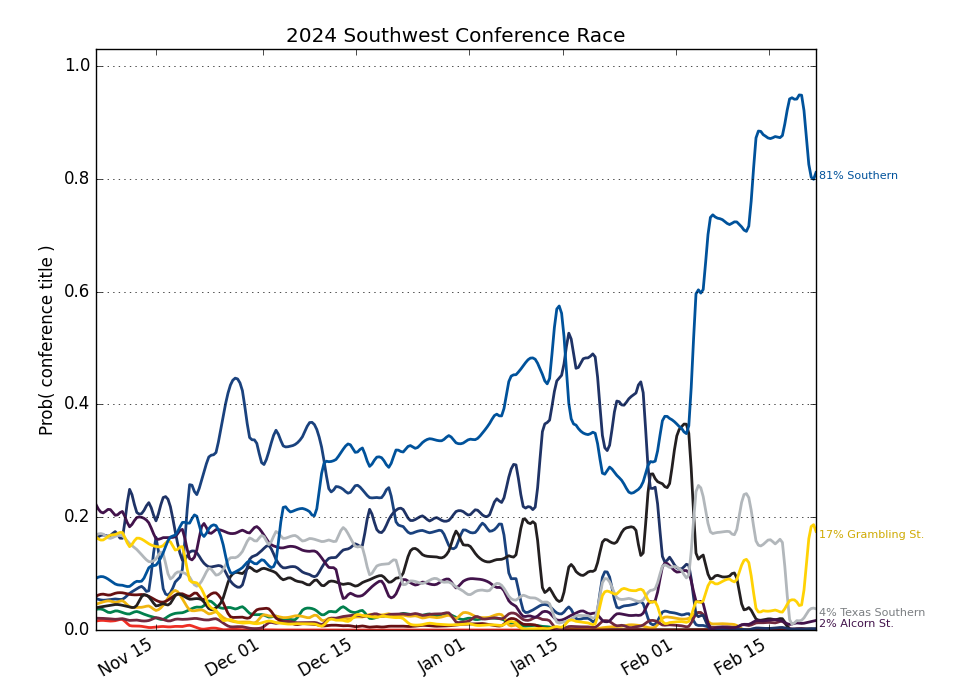 2024 Southwest Conference Race
Prob( conference title )
1.0
0.8
0.6
0.4
0.2
0.0
81% Southern
17% Grambling St.
4% Texas Southern
2% Alcorn St.
Nov 15
Dec 01
Dec 15
Jan 01
Jan 15
Feb 01
Feb 15